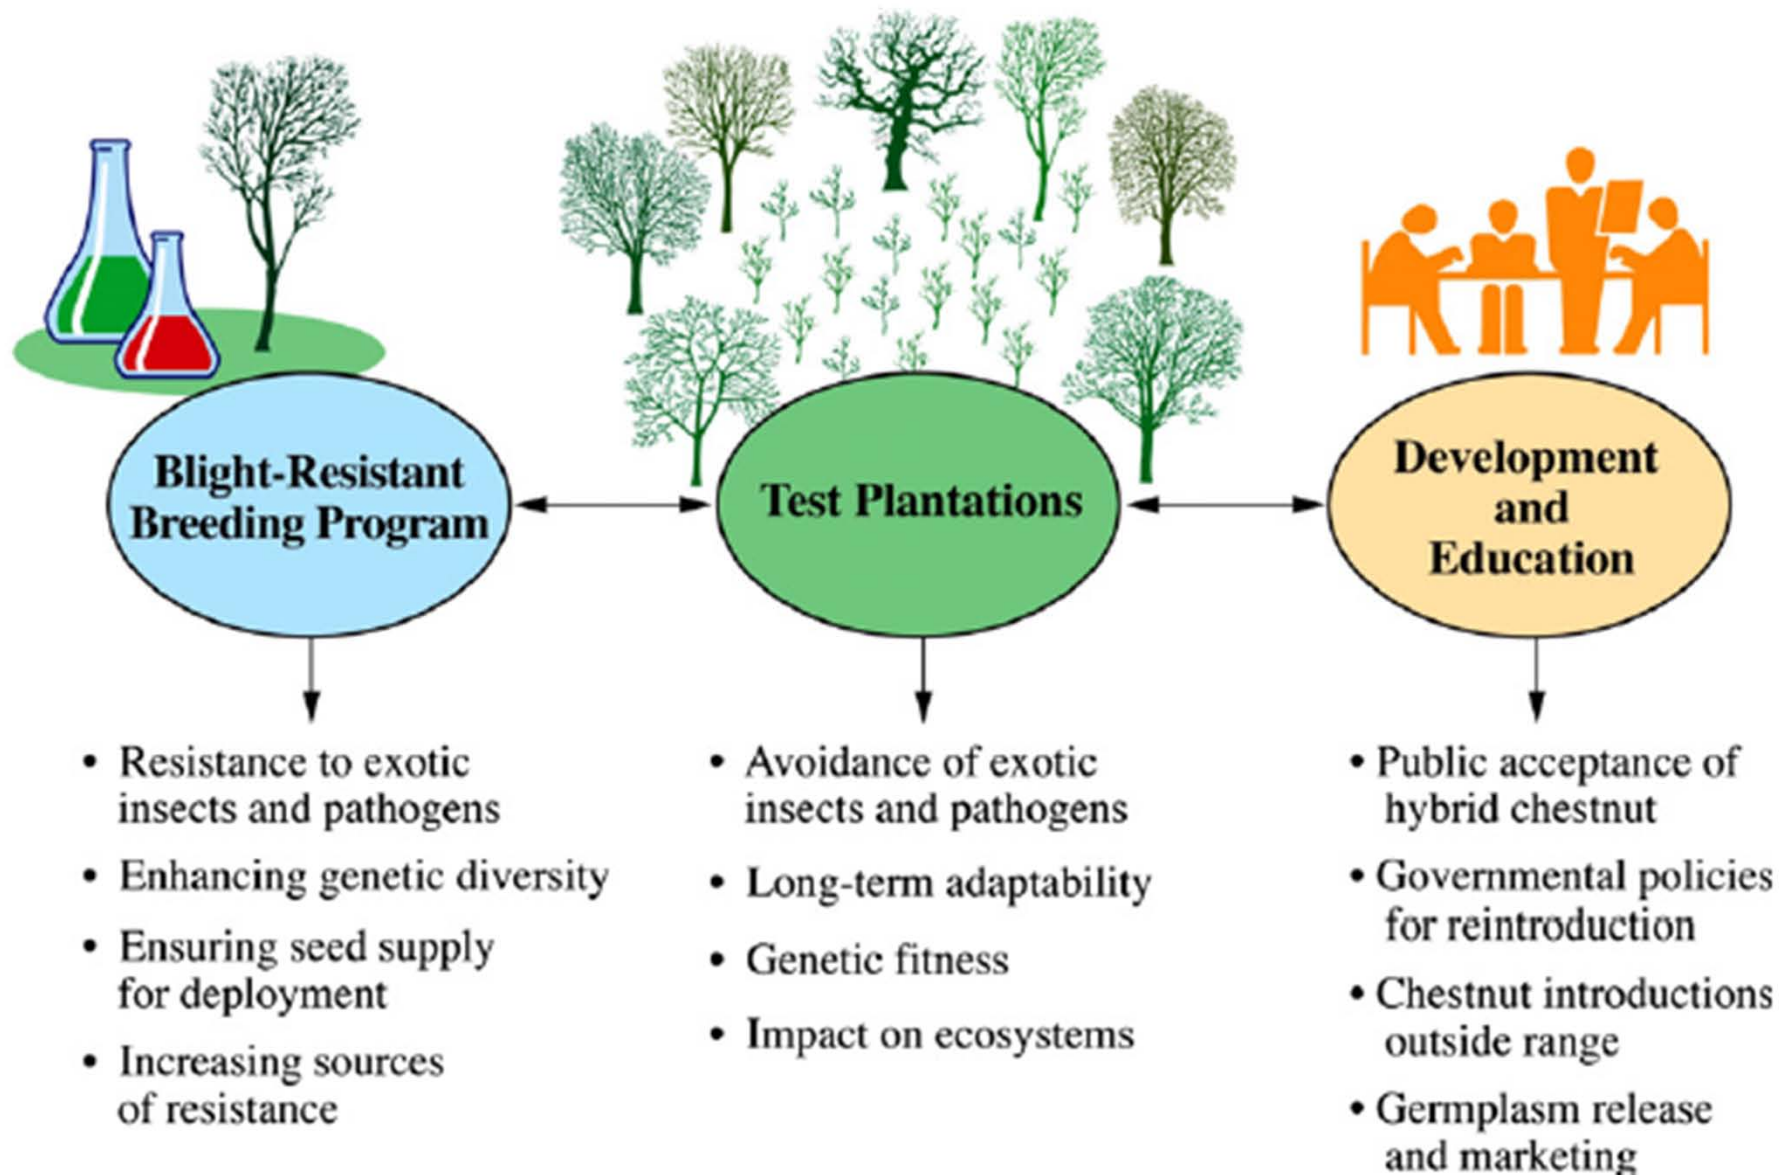 Blight-Resistant
Breeding Program
Test Plantations
Development
and
Education
• Resistance to exotic
insects and pathogens
• Enhancing genetic diversity
• Ensuring seed supply
for deployment
• Increasing sources
of resistance
• Avoidance of exotic
insects and pathogens
• Long-term adaptability
• Genetic fitness
• Impact on ecosystems
• Public acceptance of
hybrid chestnut
• Governmental policies
for reintroduction
• Chestnut introductions
outside range
• Germplasm release
and marketing